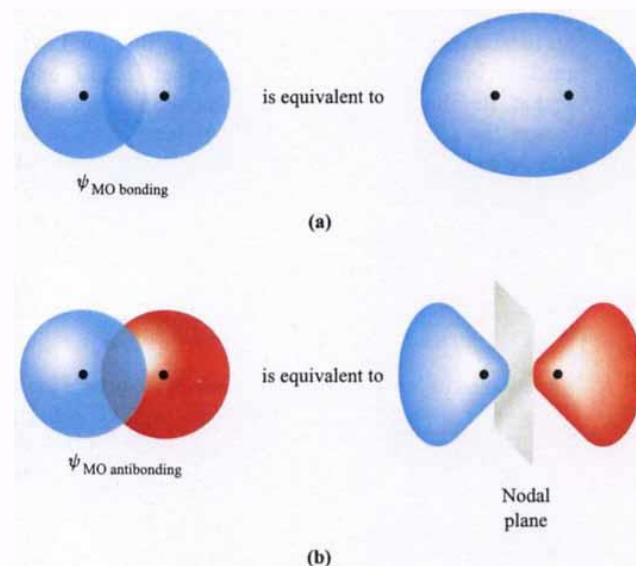 is equivalent to
ψ MO bonding
(a)
is equivalent to
ψ MO antibonding
Nodal
plane
(b)